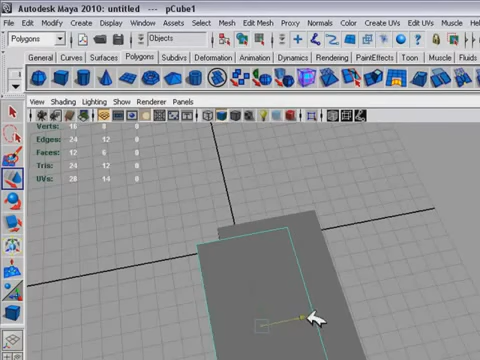 Autodesk Maya 2010: untitled --- pCube1
File Edit Modify Create Display Window Assets Select Mesh Edit Mesh Proxy Normals Color Create UVs Edit UVs Muscle
Polygons Objects
General Curves Surfaces Polygons Subdivs Deformation Animation Dynamics Rendering PaintEffects Toon Muscle Fluids
View Shading Lighting Show Renderer Panels
Verts: 16 8 0
Edges: 24 12 0
Faces: 12 6 0
Tris: 24 12 0
UVs: 28 14 0